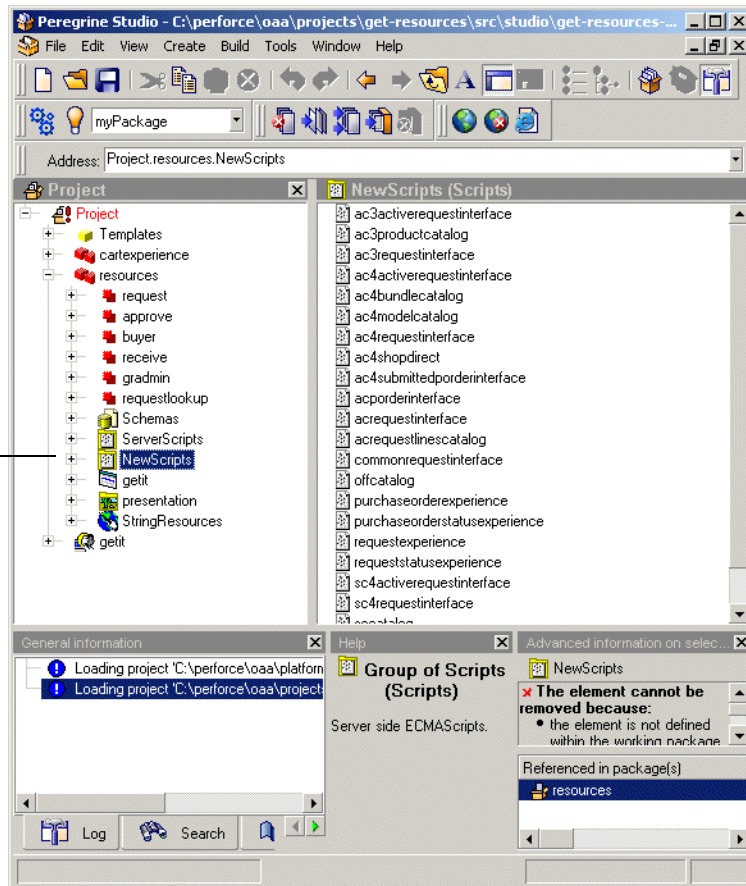 Peregrine Studio - C:\perforce\oaa\projects\get-resources\src\studio\get-resources-...
File Edit View Create Build Tools Window Help
myPackage
Address: Project.resources.NewScripts
Project
Project
Templates
cartexperience
resources
request
approve
buyer
receive
gradmin
requestlookup
Schemas
ServerScripts
NewScripts
getit
presentation
StringResources
getit
NewScripts (Scripts)
ac3activerequestinterface
ac3productcatalog
ac3requestinterface
ac4activerequestinterface
ac4bundlecatalog
ac4modelcatalog
ac4requestinterface
ac4shopdirect
ac4submittedporderinterface
acporderinterface
acrequestinterface
acrequestlinescatalog
commonrequestinterface
offcatalog
purchaseorderexperience
purchaseorderstatusexperience
requestexperience
requeststatusexperience
sc4activerequestinterface
sc4requestinterface
General information
Loading project 'C:\perforce\oaa\platforn
Loading project 'C:\perforce\oaa\project:
Log
Search
Help
Group of Scripts
(Scripts)
Server side ECMAScripts.
Advanced information on selec...
NewScripts
The element cannot be
removed because:
• the element is not defined
within the working package
Referenced in package(s)
resources